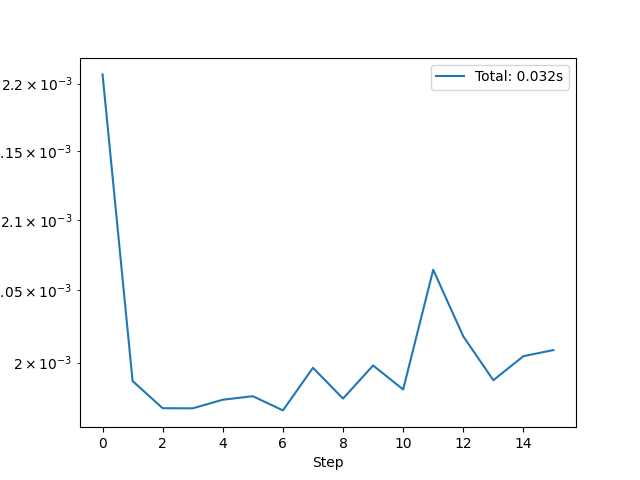 Total: 0.032s
2.2 × 10⁻³
.15 × 10⁻³
2.1 × 10⁻³
.05 × 10⁻³
2 × 10⁻³
0 2 4 6 8 10 12 14
Step